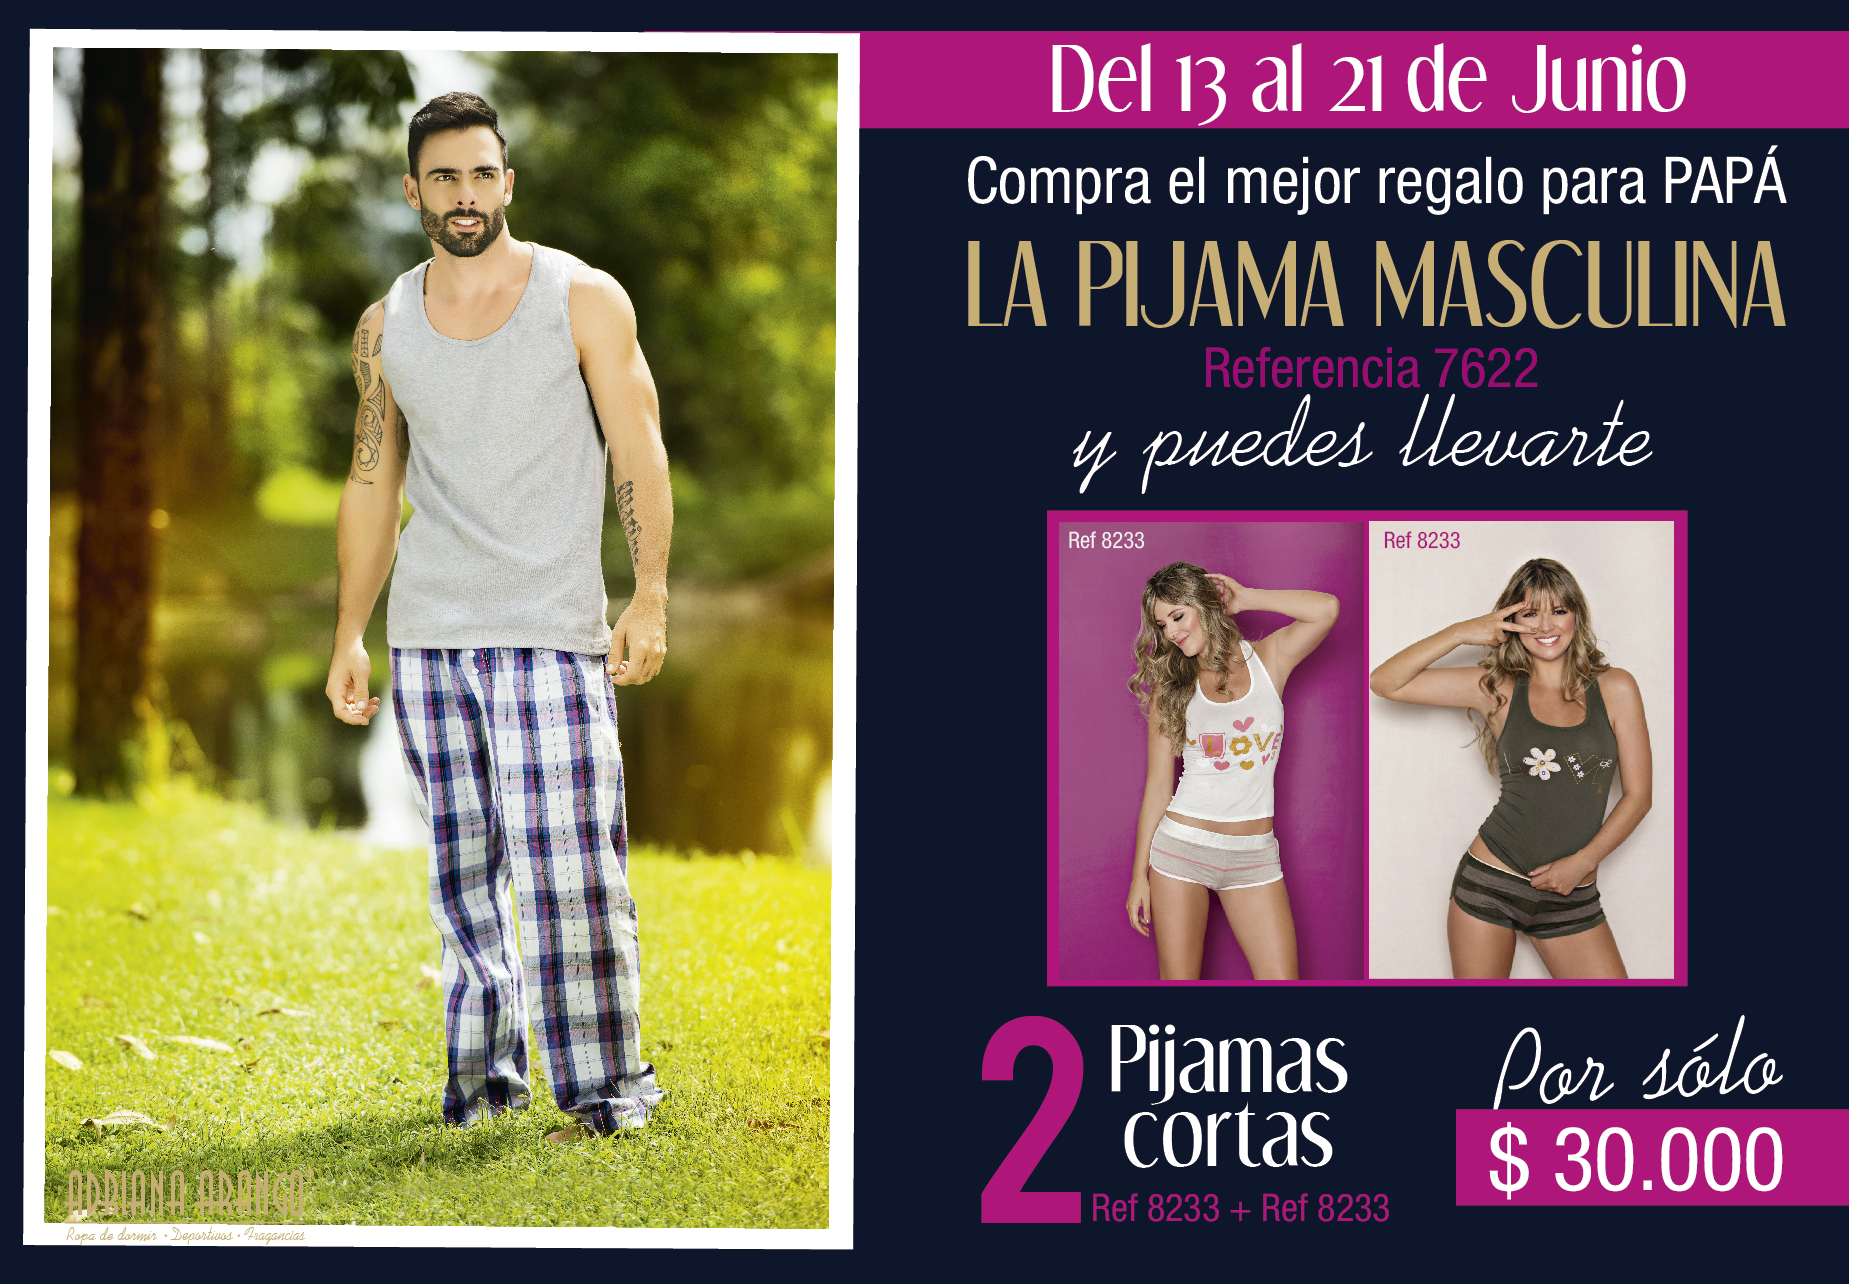 Del 13 al 21 de Junio
Compra el mejor regalo para PAPÁ
LA PIJAMA MASCULINA
Referencia 7622
y puedes llevarte
Ref 8233
Ref 8233
LOVE
2 Pijamas
cortas
Ref 8233 + Ref 8233
Por sólo
$ 30.000
ADRIANA ARANGO
Ropa de dormir • Deportivos • Fragancias